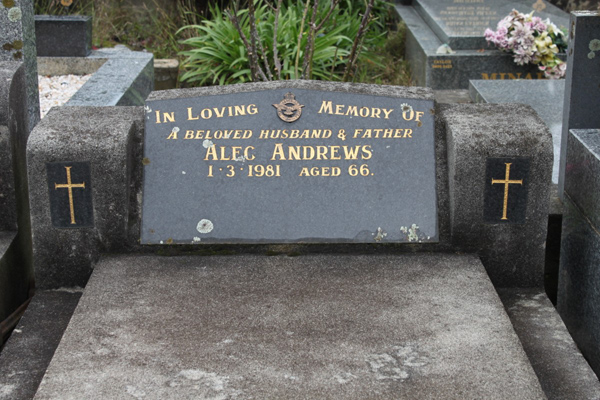 In Loving Memory Of
A beloved husband & father
Alec Andrews
1·3·1981 aged 66.